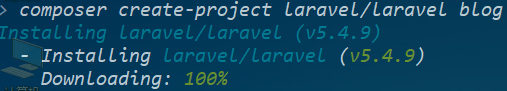 > composer create-project laravel/laravel blog
Installing laravel/laravel (v5.4.9)
- Installing laravel/laravel (v5.4.9)
Downloading: 100%